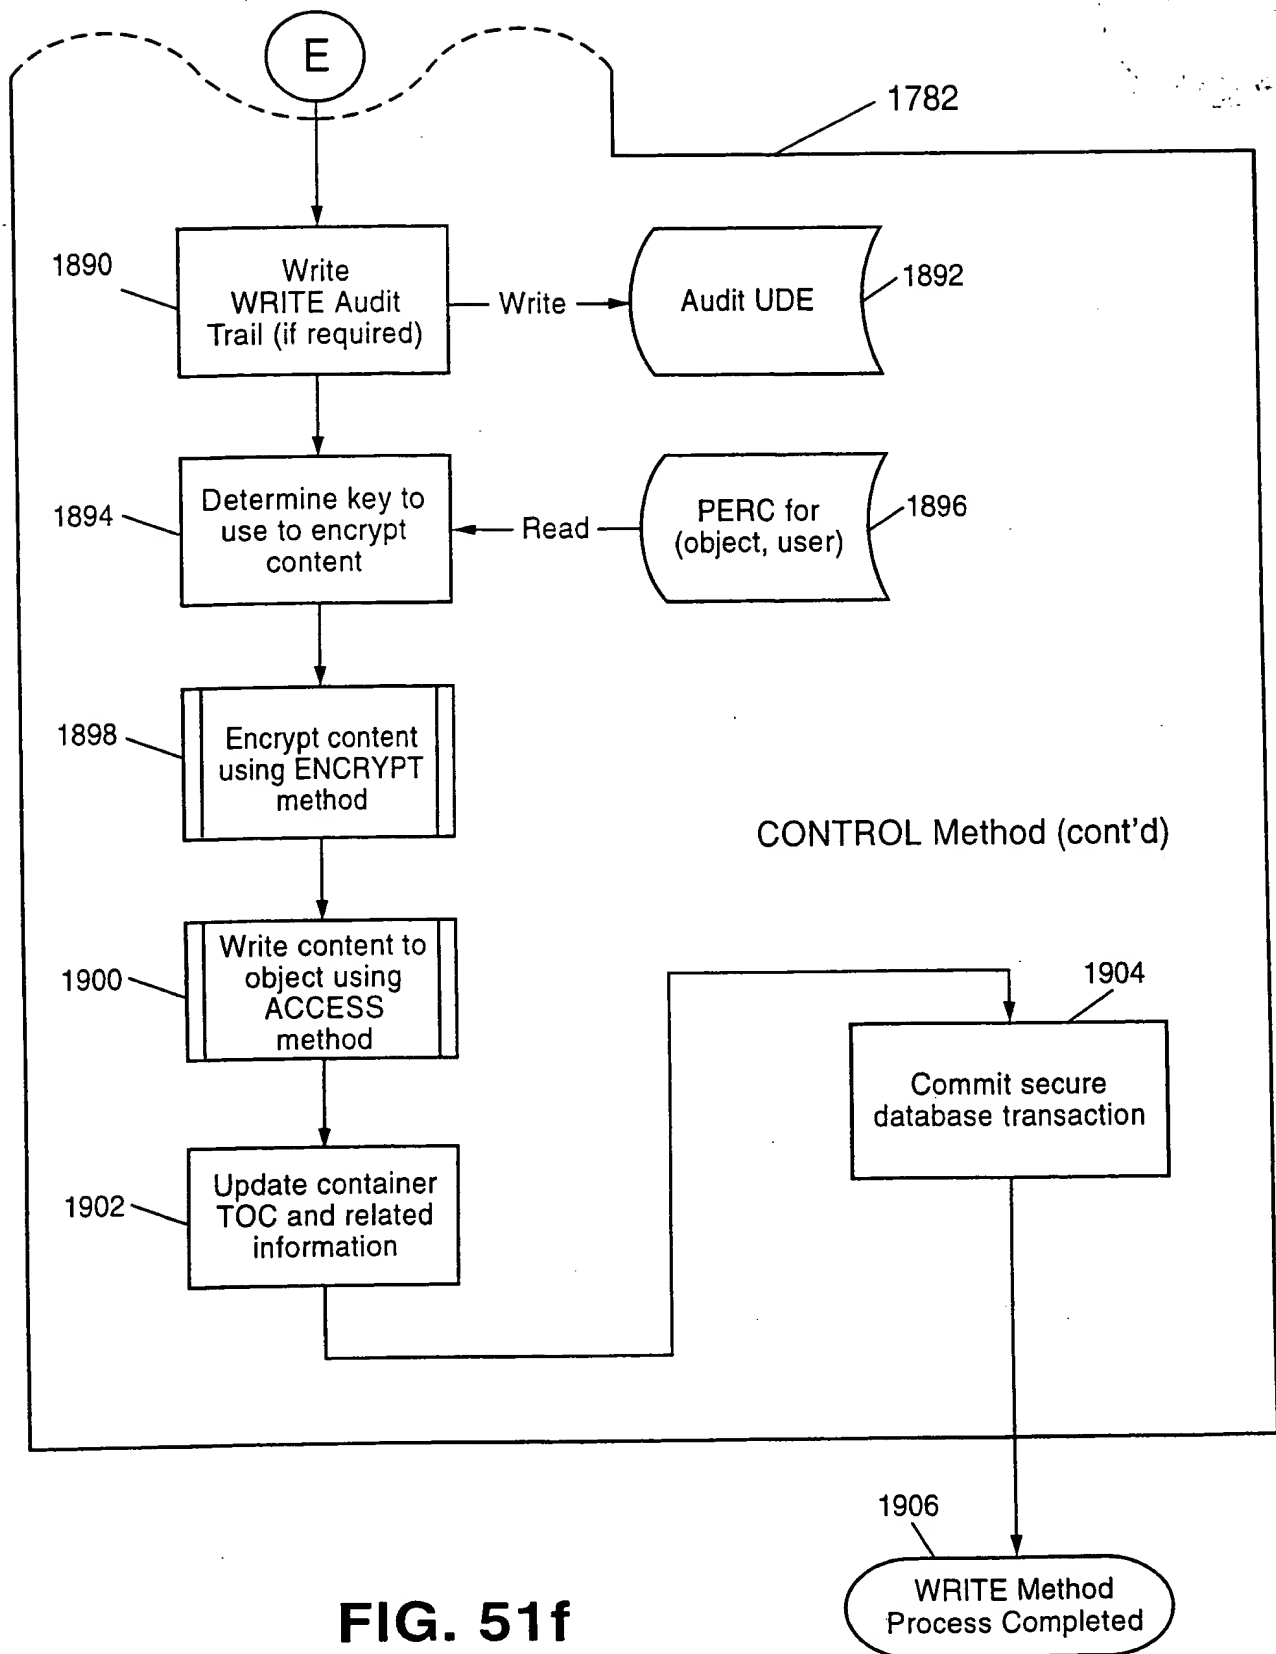 E
1782
1890
Write
WRITE Audit
Trail (if required)
Write
Audit UDE
1892
1894
Determine key to
use to encrypt
content
Read
PERC for
(object, user)
1896
1898
Encrypt content
using ENCRYPT
method
CONTROL Method (cont'd)
1900
Write content to
object using
ACCESS
method
1904
Commit secure
database transaction
1902
Update container
TOC and related
information
1906
WRITE Method
Process Completed
FIG. 51f